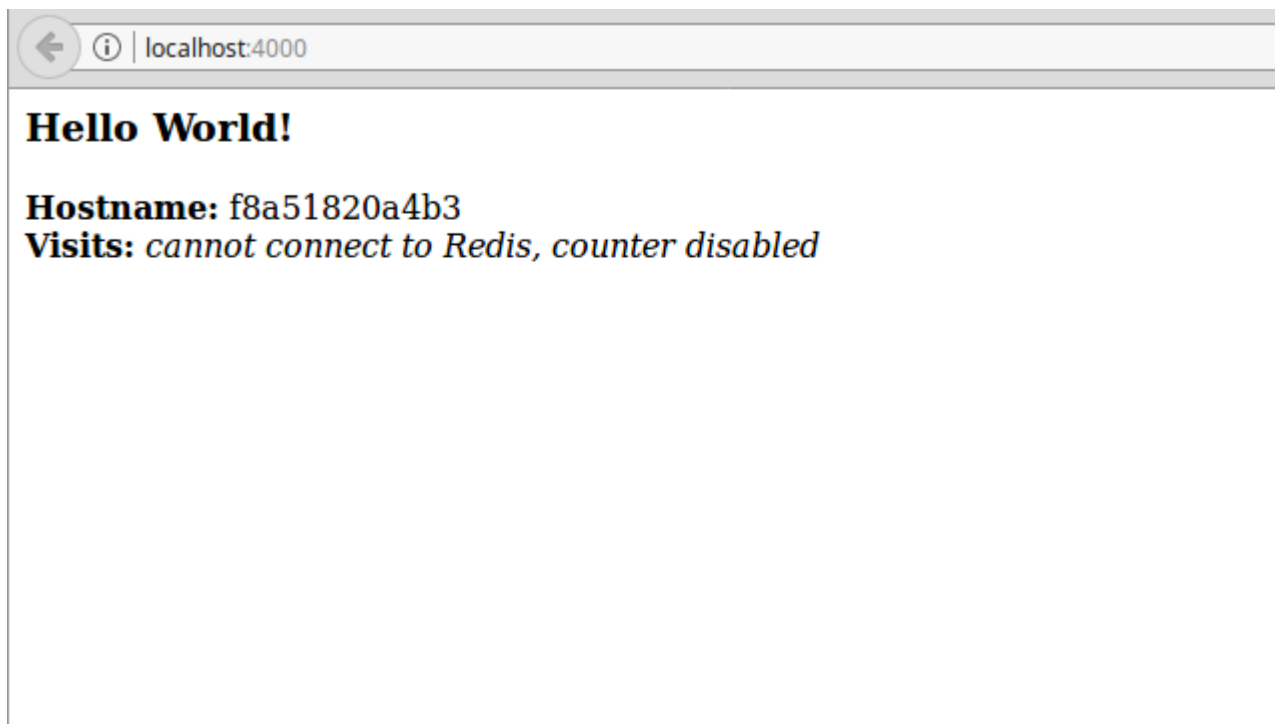 localhost:4000
Hello World!
Hostname: f8a51820a4b3
Visits: cannot connect to Redis, counter disabled